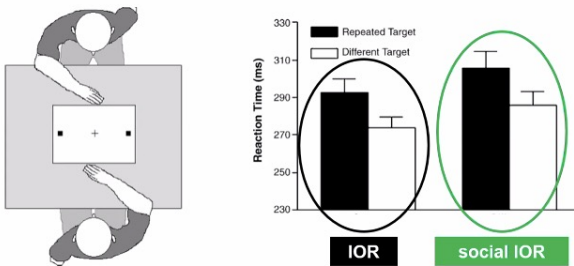 330
310
290
270
250
230
Reaction Time (ms)
Repeated Target
Different Target
IOR
social IOR